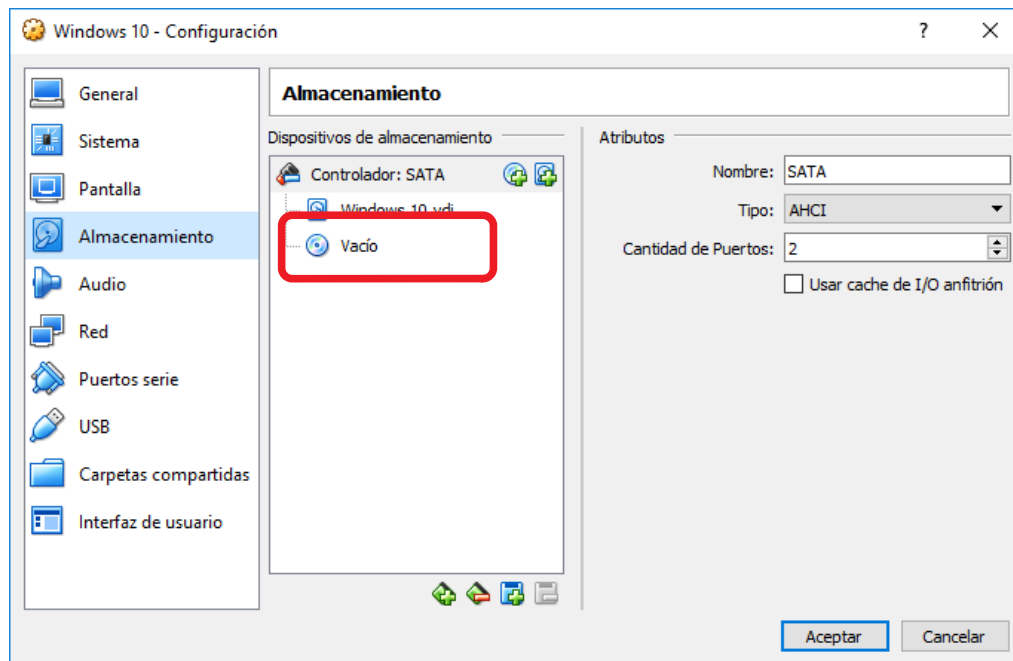 Windows 10 - Configuración
?
General
Sistema
Pantalla
Almacenamiento
Audio
Red
Puertos serie
USB
Carpetas compartidas
Interfaz de usuario
Almacenamiento
Dispositivos de almacenamiento
Controlador: SATA
Windows 10.vdi
Vacío
Atributos
Nombre: SATA
Tipo: AHCI
Cantidad de Puertos: 2
Usar cache de I/O anfitrión
Aceptar Cancelar